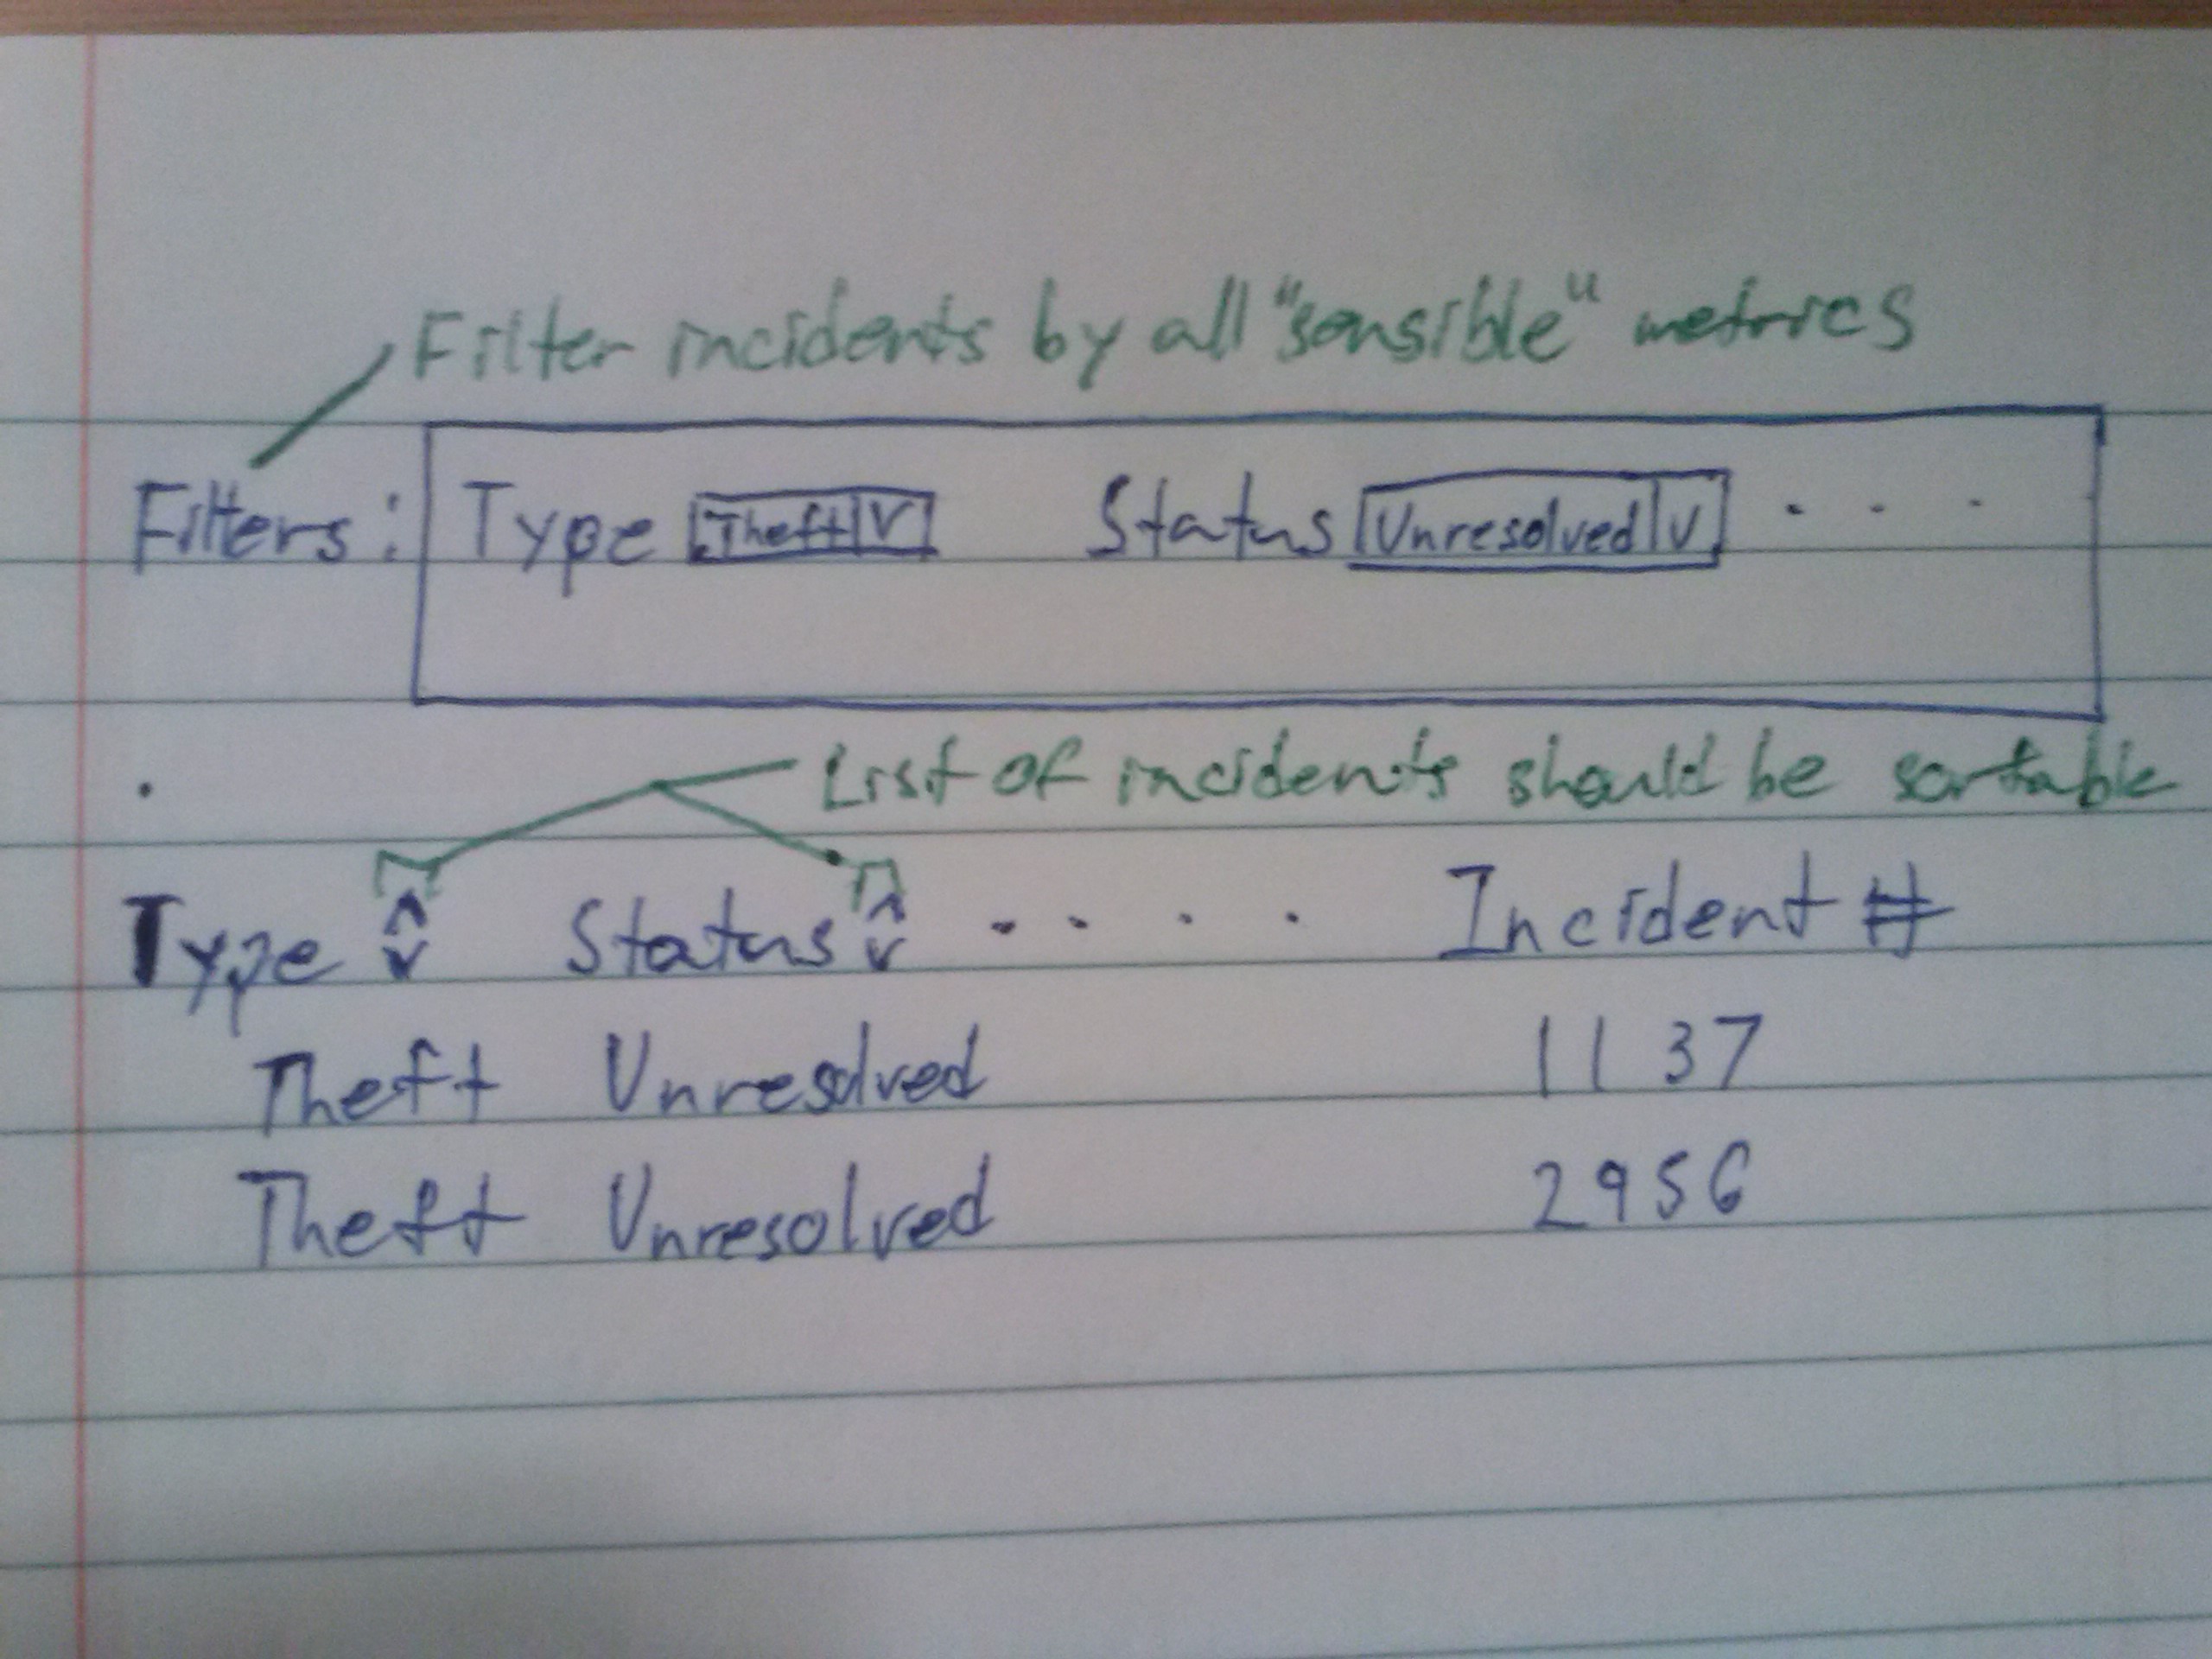 Filter incidents by all "sensible" metrics
Filters: Type Theft V Status Unresolved V . . .
List of incidents should be sortable
Type ^ v Status ^ v . . . . Incident #
Theft Unresolved 1137
Theft Unresolved 2956